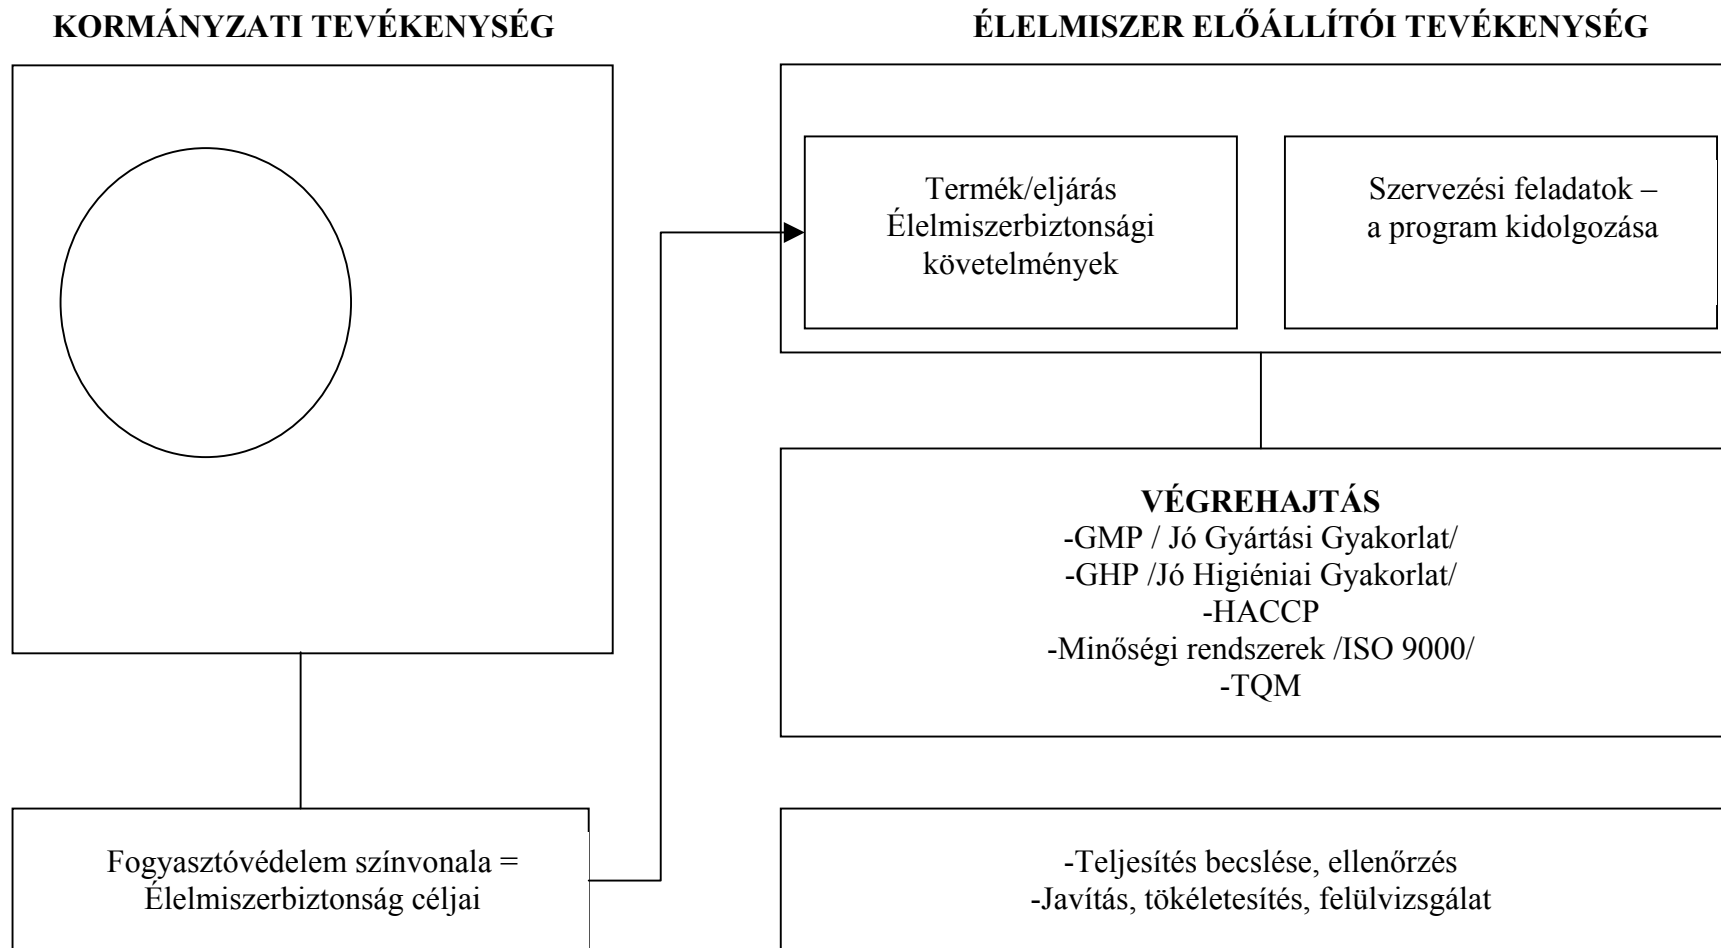 KORMÁNYZATI TEVÉKENYSÉG
ÉLELMISZER ELŐÁLLÍTÓI TEVÉKENYSÉG
Termék/eljárás
Élelmiszerbiztonsági
követelmények
Szervezési feladatok –
a program kidolgozása
VÉGREHAJTÁS
-GMP / Jó Gyártási Gyakorlat/
-GHP /Jó Higiéniai Gyakorlat/
-HACCP
-Minőségi rendszerek /ISO 9000/
-TQM
Fogyasztóvédelem színvonala =
Élelmiszerbiztonság céljai
-Teljesítés becslése, ellenőrzés
-Javítás, tökéletesítés, felülvizsgálat